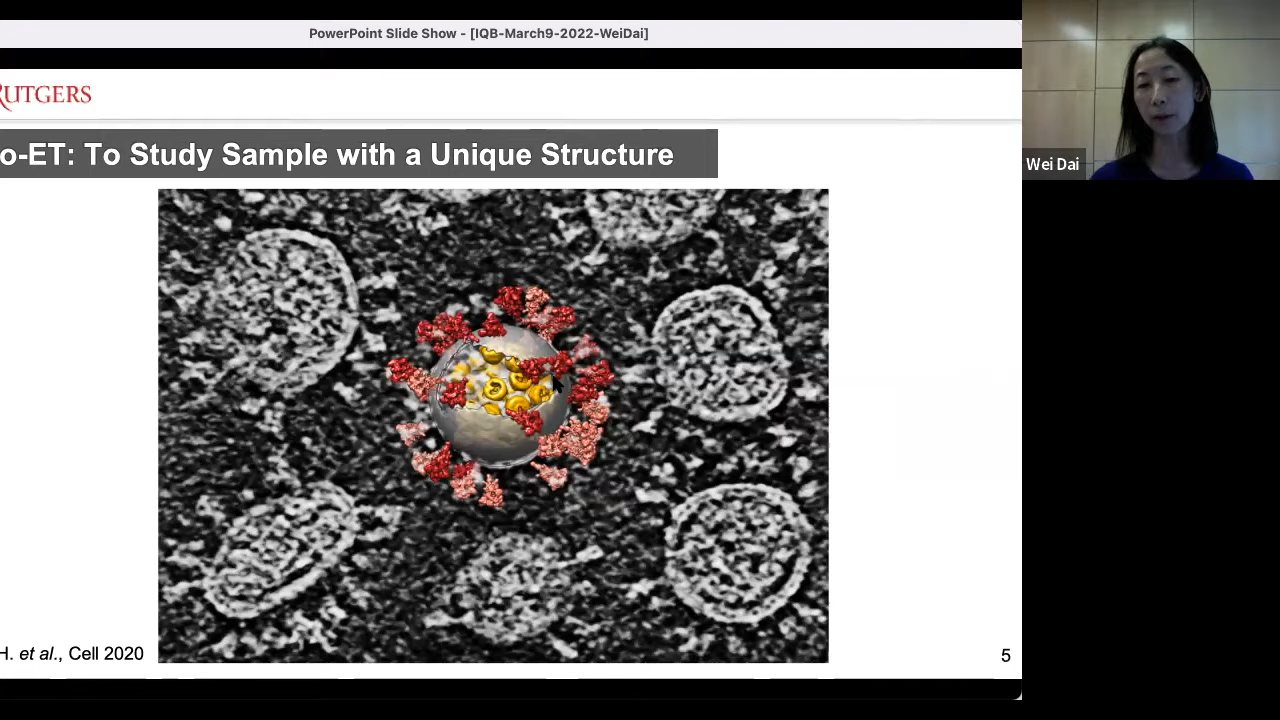 PowerPoint Slide Show - [IQB-March9-2022-WeiDai]
RUTGERS
o-ET: To Study Sample with a Unique Structure
Wei Dai
H. et al., Cell 2020
5